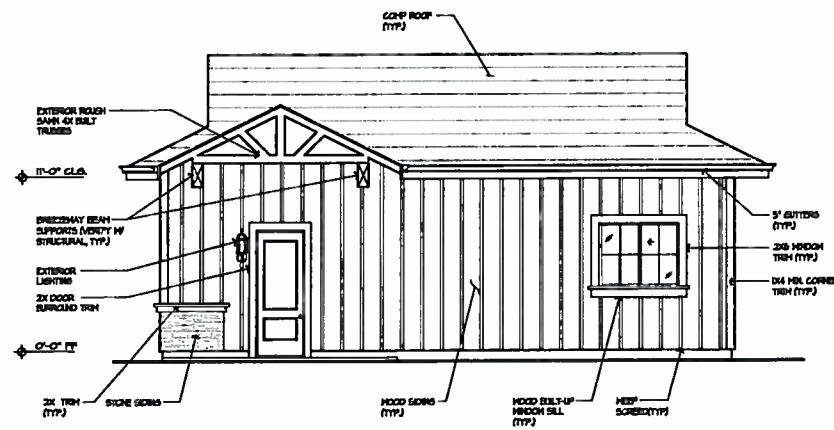 COMP ROOF
(TYP.)
EXTERIOR ROUGH
SAWN 4X BUILT
TRUSSES
11'-0" CLG.
BREEZEWAY BEAM
SUPPORTS (VERIFY W/
STRUCTURAL, TYP.)
EXTERIOR
LIGHTING
2X DOOR
SURROUND TRIM
0'-0" FF
2X TRIM
(TYP.)
STONE SIDING
WOOD SIDING
(TYP.)
WOOD BUILT-UP
WINDOW SILL
(TYP.)
WEEP
SCREED(TYP)
5" GUTTERS
(TYP.)
2X6 WINDOW
TRIM (TYP.)
1X4 MIN. CORNER
TRIM (TYP.)